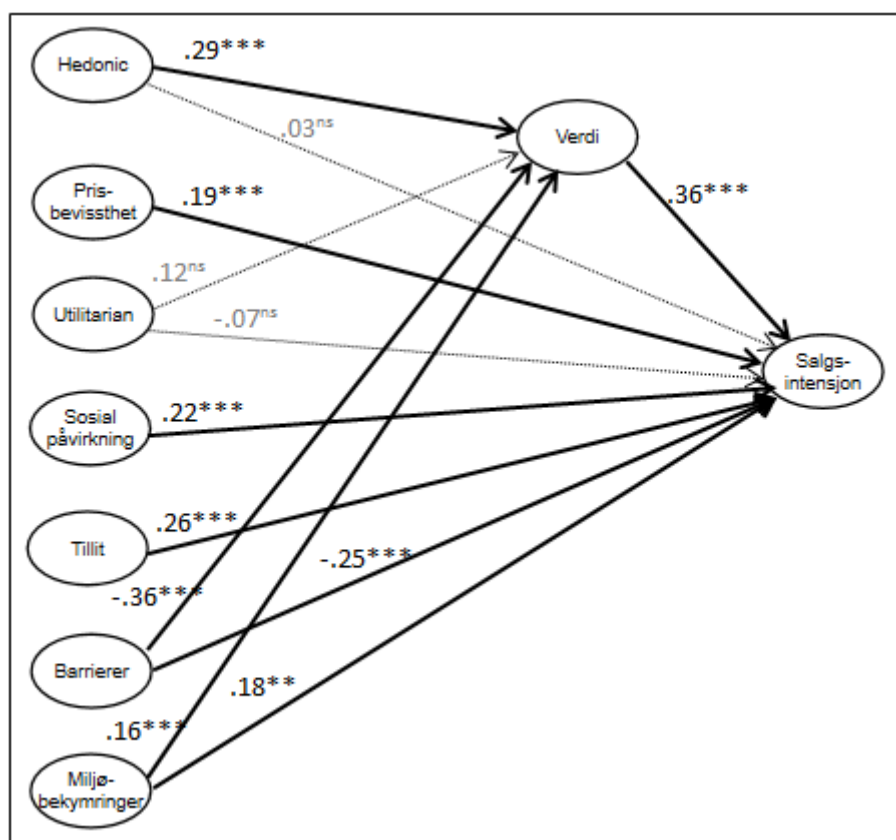 .29***
Hedonic
.03ns
Verdi
Pris-
bevissthet
.19***
.36***
.12ns
Utilitarian
-.07ns
Salgs-
intensjon
Sosial
påvirkning
.22***
Tillit
.26***
-.25***
-.36***
Barrierer
.18**
.16***
Miljø-
bekymringer